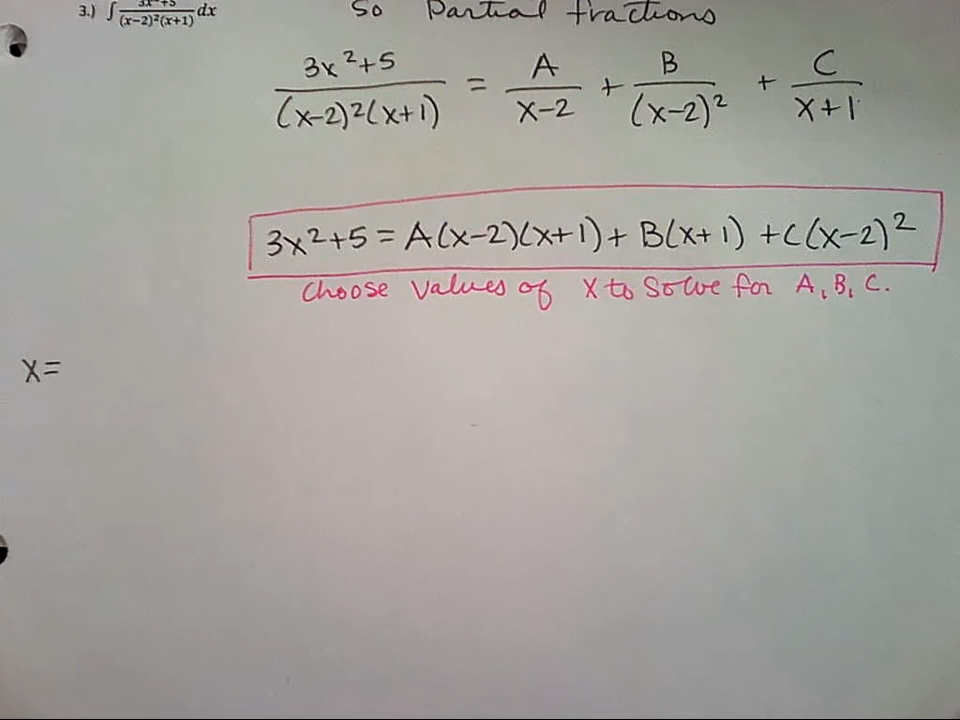 3.) ∫ 3x²+5 / (x−2)²(x+1) dx So Partial fractions
3x²+5 / (x−2)²(x+1) = A / x−2 + B / (x−2)² + C / x+1
3x²+5 = A(x−2)(x+1) + B(x+1) + C(x−2)²
Choose values of x to solve for A, B, C.
x=